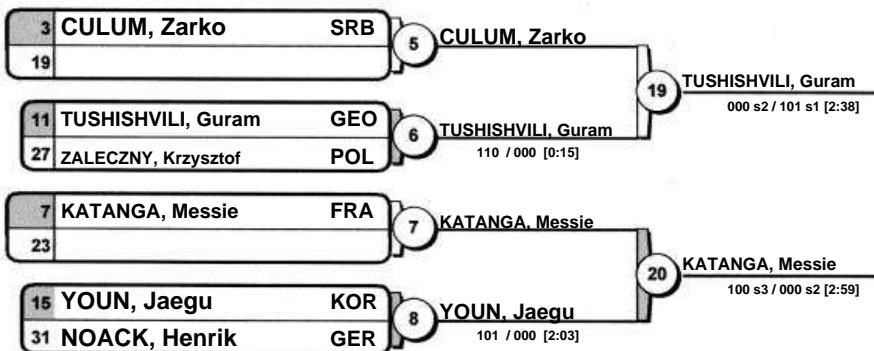 3 CULUM, Zarko SRB
19
5
CULUM, Zarko
11 TUSHISHVILI, Guram GEO
27 ZALECZNY, Krzysztof POL
6
TUSHISHVILI, Guram
110 / 000 [0:15]
19
TUSHISHVILI, Guram
000 s2 / 101 s1 [2:38]
7 KATANGA, Messie FRA
23
7
KATANGA, Messie
15 YOUN, Jaegu KOR
31 NOACK, Henrik GER
8
YOUN, Jaegu
101 / 000 [2:03]
20
KATANGA, Messie
100 s3 / 000 s2 [2:59]